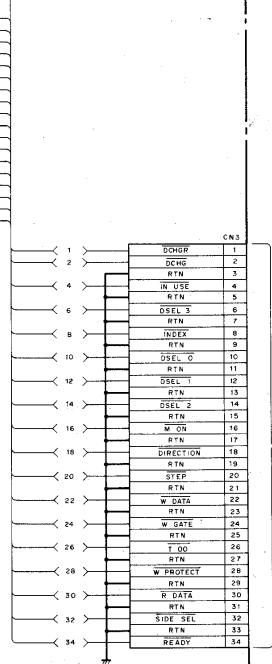 CN3
1 DCHGR 1
2 DCHG 2
RTN 3
4 IN USE 4
RTN 5
6 DSEL 3 6
RTN 7
8 INDEX 8
RTN 9
10 DSEL 0 10
RTN 11
12 DSEL 1 12
RTN 13
14 DSEL 2 14
RTN 15
16 M ON 16
RTN 17
18 DIRECTION 18
RTN 19
20 STEP 20
RTN 21
22 W DATA 22
RTN 23
24 W GATE 24
RTN 25
26 T 00 26
RTN 27
28 W PROTECT 28
RTN 29
30 R DATA 30
RTN 31
32 SIDE SEL 32
RTN 33
34 READY 34